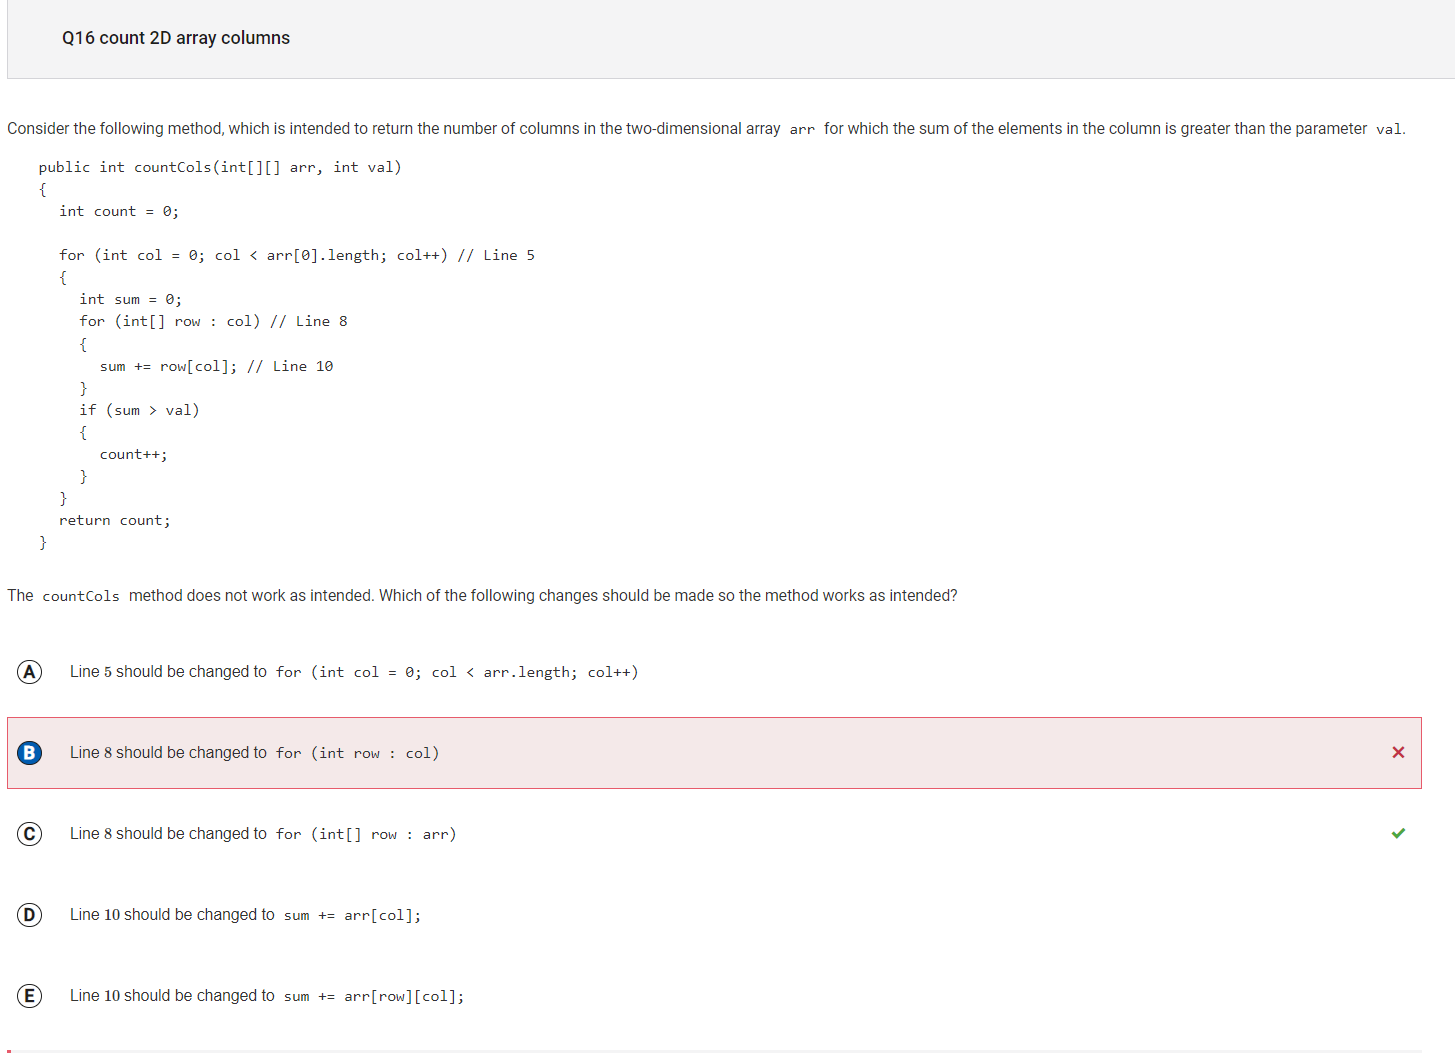 Q16 count 2D array columns
Consider the following method, which is intended to return the number of columns in the two-dimensional array arr for which the sum of the elements in the column is greater than the parameter val.
public int countCols(int[][] arr, int val)
{
int count = 0;
for (int col = 0; col < arr[0].length; col++) // Line 5
{
int sum = 0;
for (int[] row : col) // Line 8
{
sum += row[col]; // Line 10
}
if (sum > val)
{
count++;
}
}
return count;
}
The countCols method does not work as intended. Which of the following changes should be made so the method works as intended?
A Line 5 should be changed to for (int col = 0; col < arr.length; col++)
B Line 8 should be changed to for (int row : col)
C Line 8 should be changed to for (int[] row : arr)
D Line 10 should be changed to sum += arr[col];
E Line 10 should be changed to sum += arr[row][col];